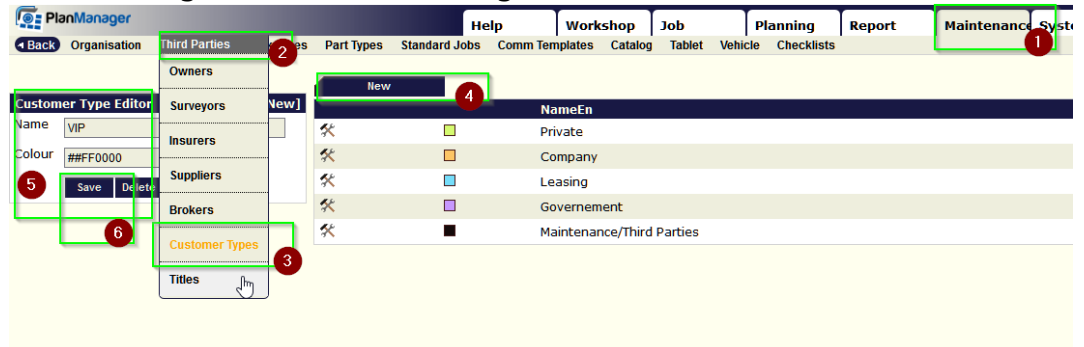 PlanManager
Help Workshop Job Planning Report Maintenance Syste
1
Back Organisation Third Parties es Part Types Standard Jobs Comm Templates Catalog Tablet Vehicle Checklists
2
Owners
Surveyors
Insurers
Suppliers
Brokers
Customer Types
3
Titles
Customer Type Editor New]
Name VIP
Colour ##FF0000
5
Save Delete
6
New
4
NameEn
Private
Company
Leasing
Governement
Maintenance/Third Parties